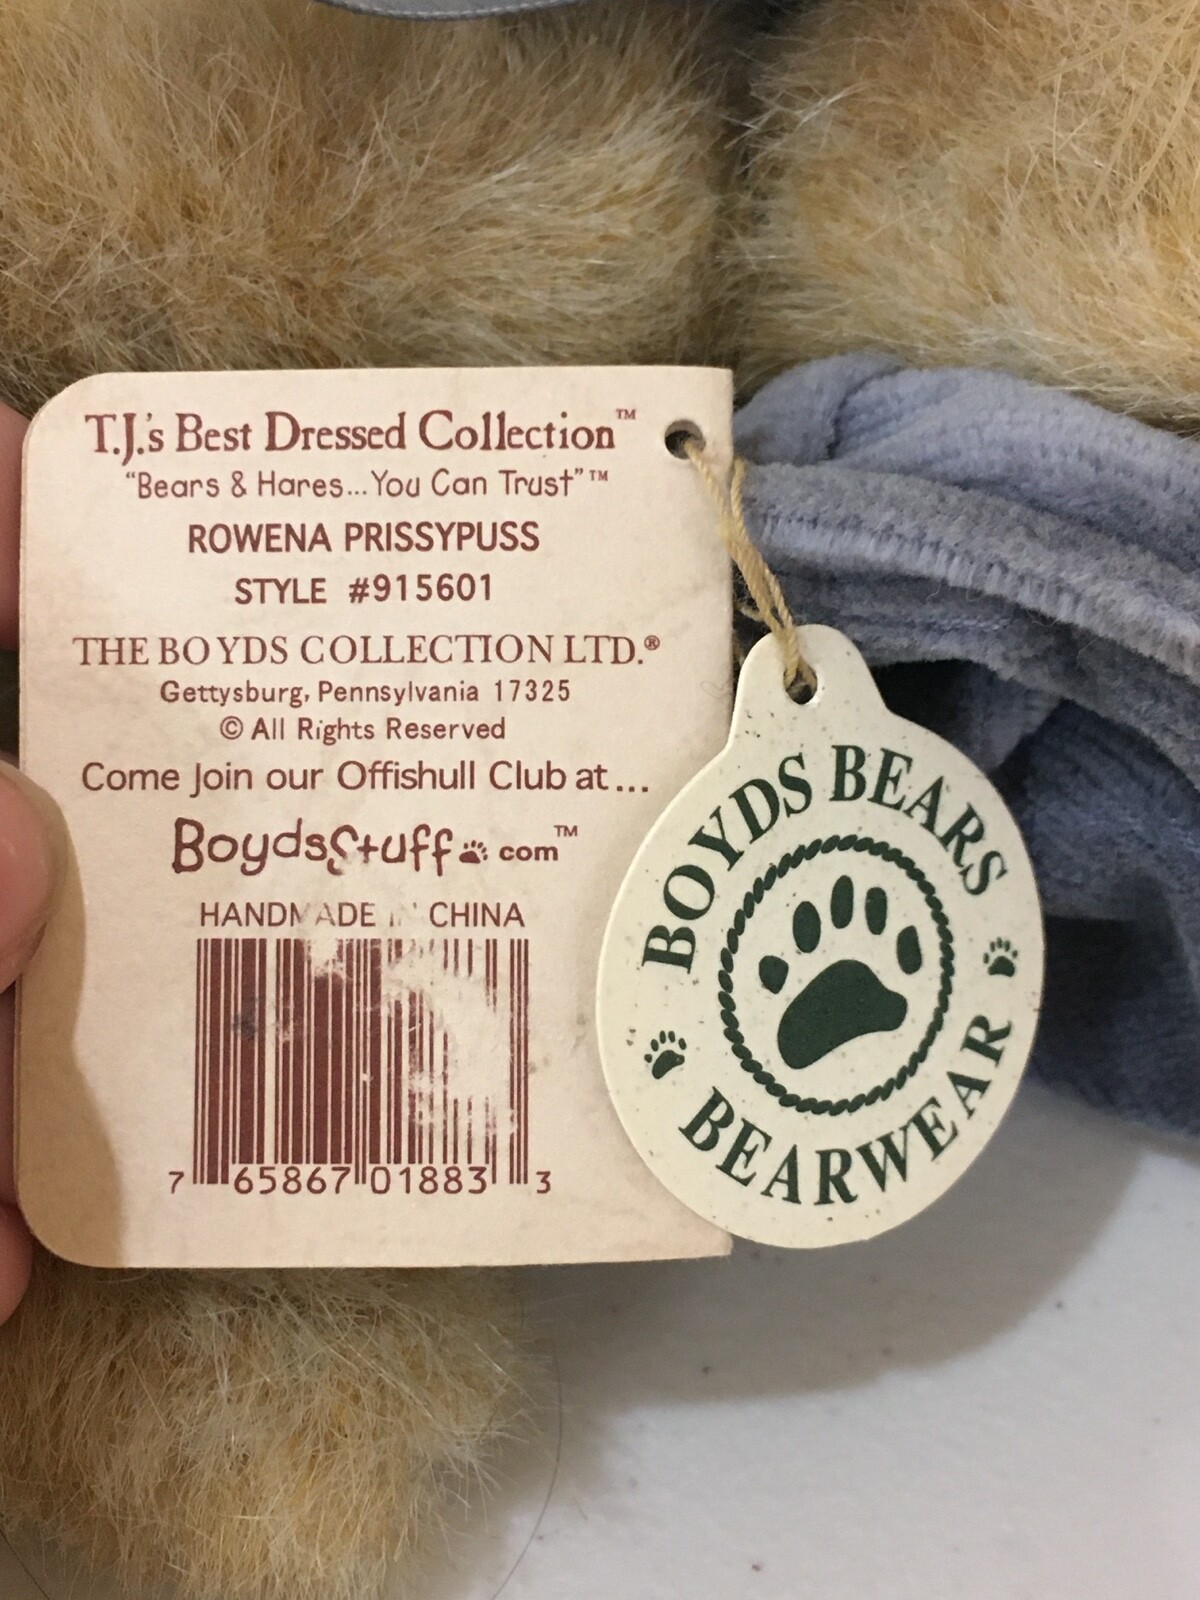 T.J.'s Best Dressed Collection™
"Bears & Hares...You Can Trust"™
ROWENA PRISSYPUSS
STYLE #915601
THE BOYDS COLLECTION LTD.®
Gettysburg, Pennsylvania 17325
© All Rights Reserved
Come Join our Offishull Club at...
BoydsStuff.com™
HANDMADE IN CHINA
7 65867 01883 3
BOYDS BEARS
BEARWEAR